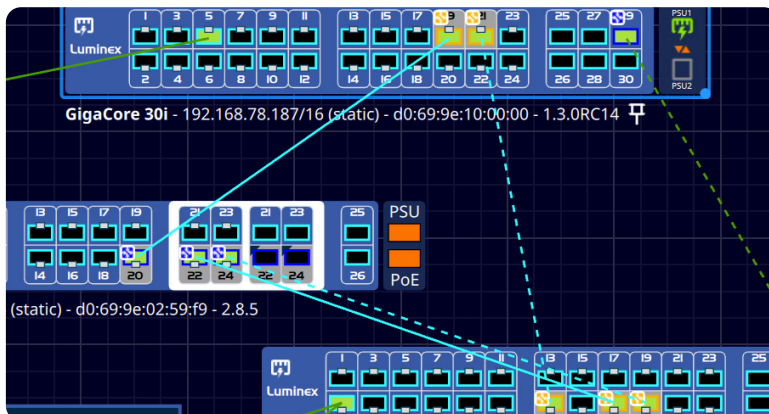 1 3 5 7 9 11 13 15 17 19 21 23 25 27 29 PSU1
Luminex
2 4 6 8 10 12 14 16 18 20 22 24 26 28 30 PSU2
GigaCore 30i - 192.168.78.187/16 (static) - d0:69:9e:10:00:00 - 1.3.0RC14
13 15 17 19 21 23 21 23 25 PSU
14 16 18 20 22 24 22 24 26 PoE
(static) - d0:69:9e:02:59:f9 - 2.8.5
1 3 5 7 9 11 13 15 17 19 21 23 25
Luminex